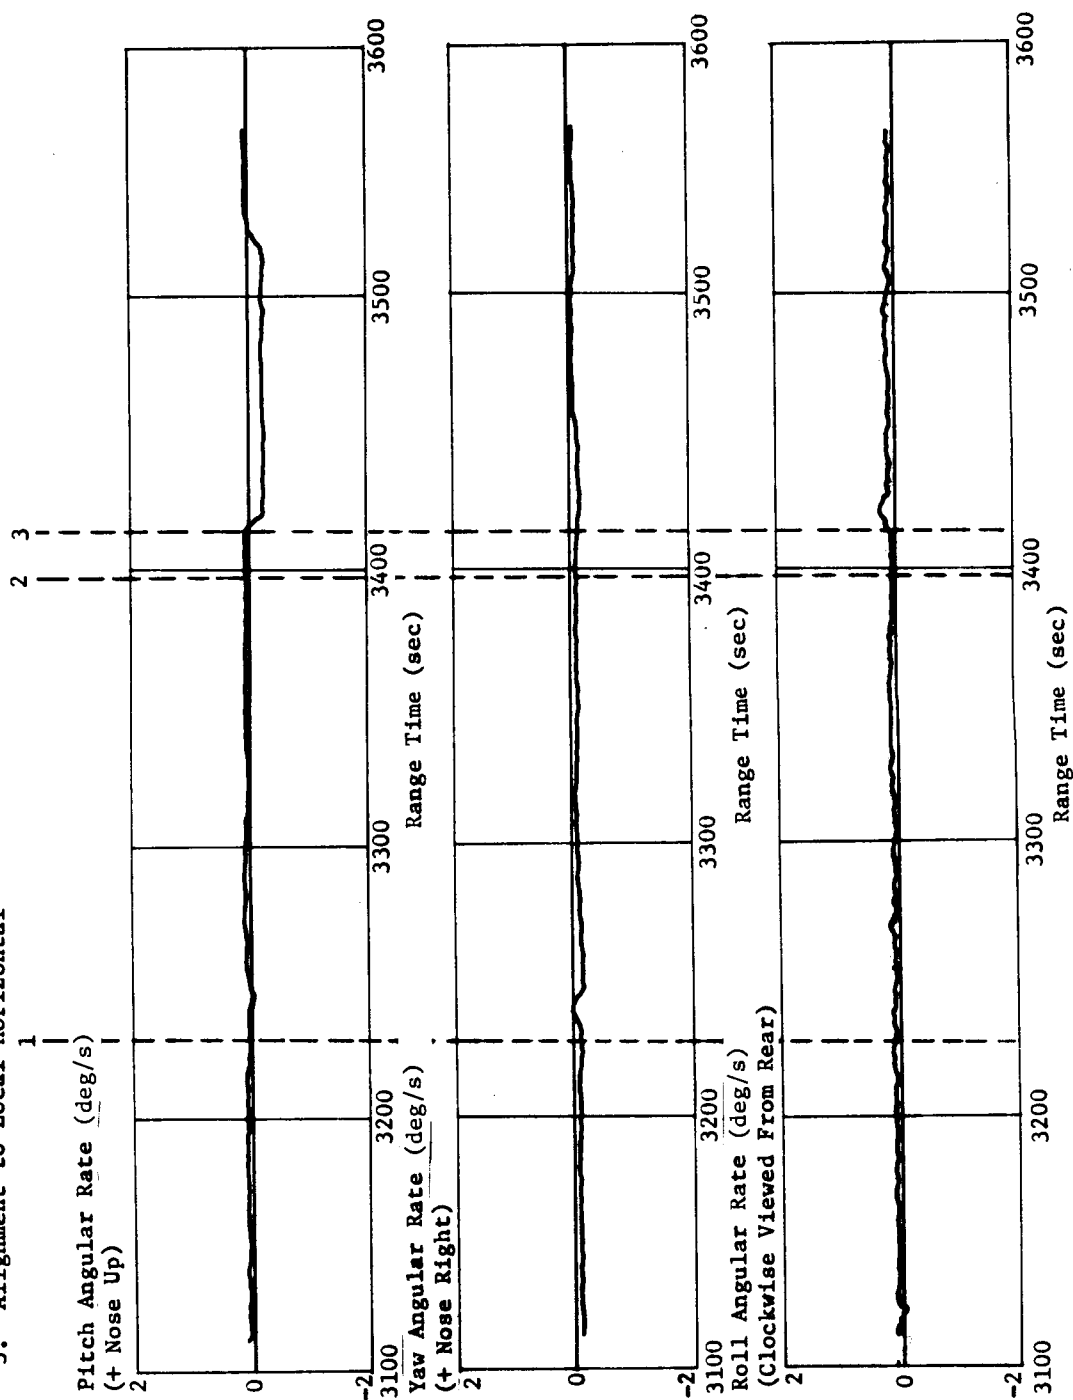 3. Alignment to Local Horizontal
1 2 3
Pitch Angular Rate (deg/s)
(+ Nose Up)
2
0
-2
3100 3200 3300 3400 3500 3600
Range Time (sec)
Yaw Angular Rate (deg/s)
(+ Nose Right)
2
0
-2
3100 3200 3300 3400 3500 3600
Range Time (sec)
Roll Angular Rate (deg/s)
(Clockwise Viewed From Rear)
2
0
-2
3100 3200 3300 3400 3500 3600
Range Time (sec)